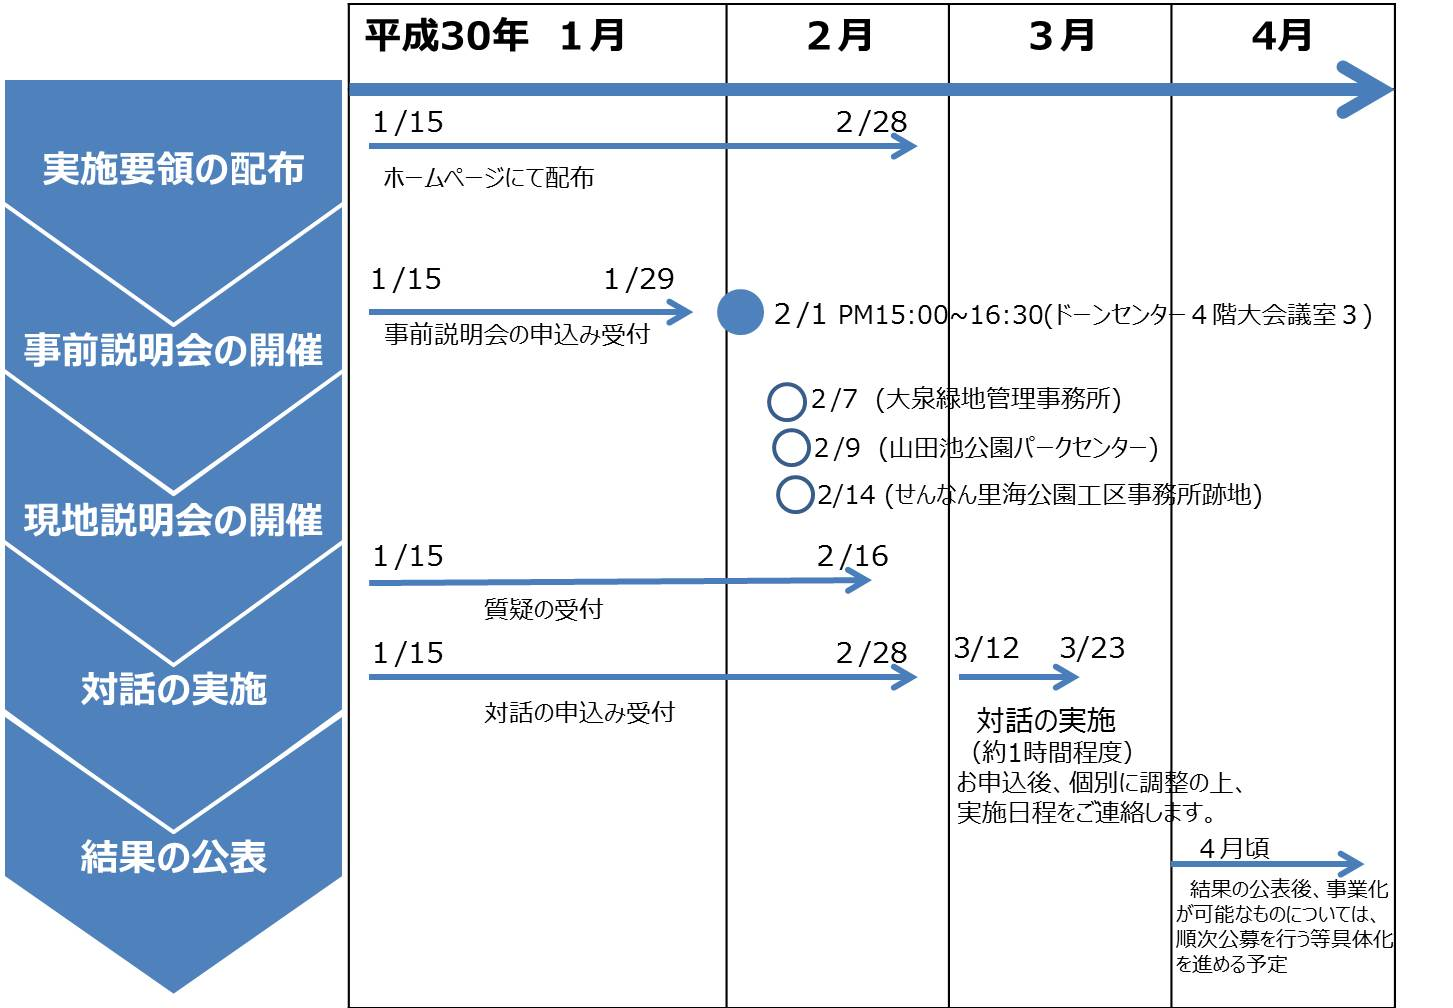 平成30年 １月 ２月 ３月 4月
実施要領の配布
１/15 ２/28
ホームページにて配布
事前説明会の開催
１/15 １/29
事前説明会の申込み受付
２/1 PM15:00~16:30(ドーンセンター４階大会議室３)
現地説明会の開催
２/7 (大泉緑地管理事務所)
２/9 (山田池公園パークセンター)
2/14 (せんなん里海公園工区事務所跡地)
１/15 ２/16
質疑の受付
対話の実施
１/15 ２/28
対話の申込み受付
3/12 3/23
対話の実施
（約1時間程度）
お申込後、個別に調整の上、
実施日程をご連絡します。
結果の公表
４月頃
結果の公表後、事業化
が可能なものについては、
順次公募を行う等具体化
を進める予定